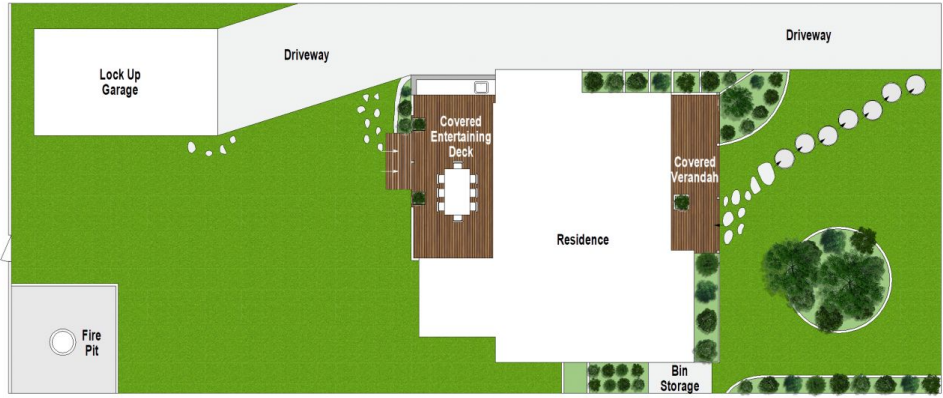 Driveway
Driveway
Lock Up
Garage
Covered
Entertaining
Deck
Covered
Verandah
Residence
Fire
Pit
Bin
Storage